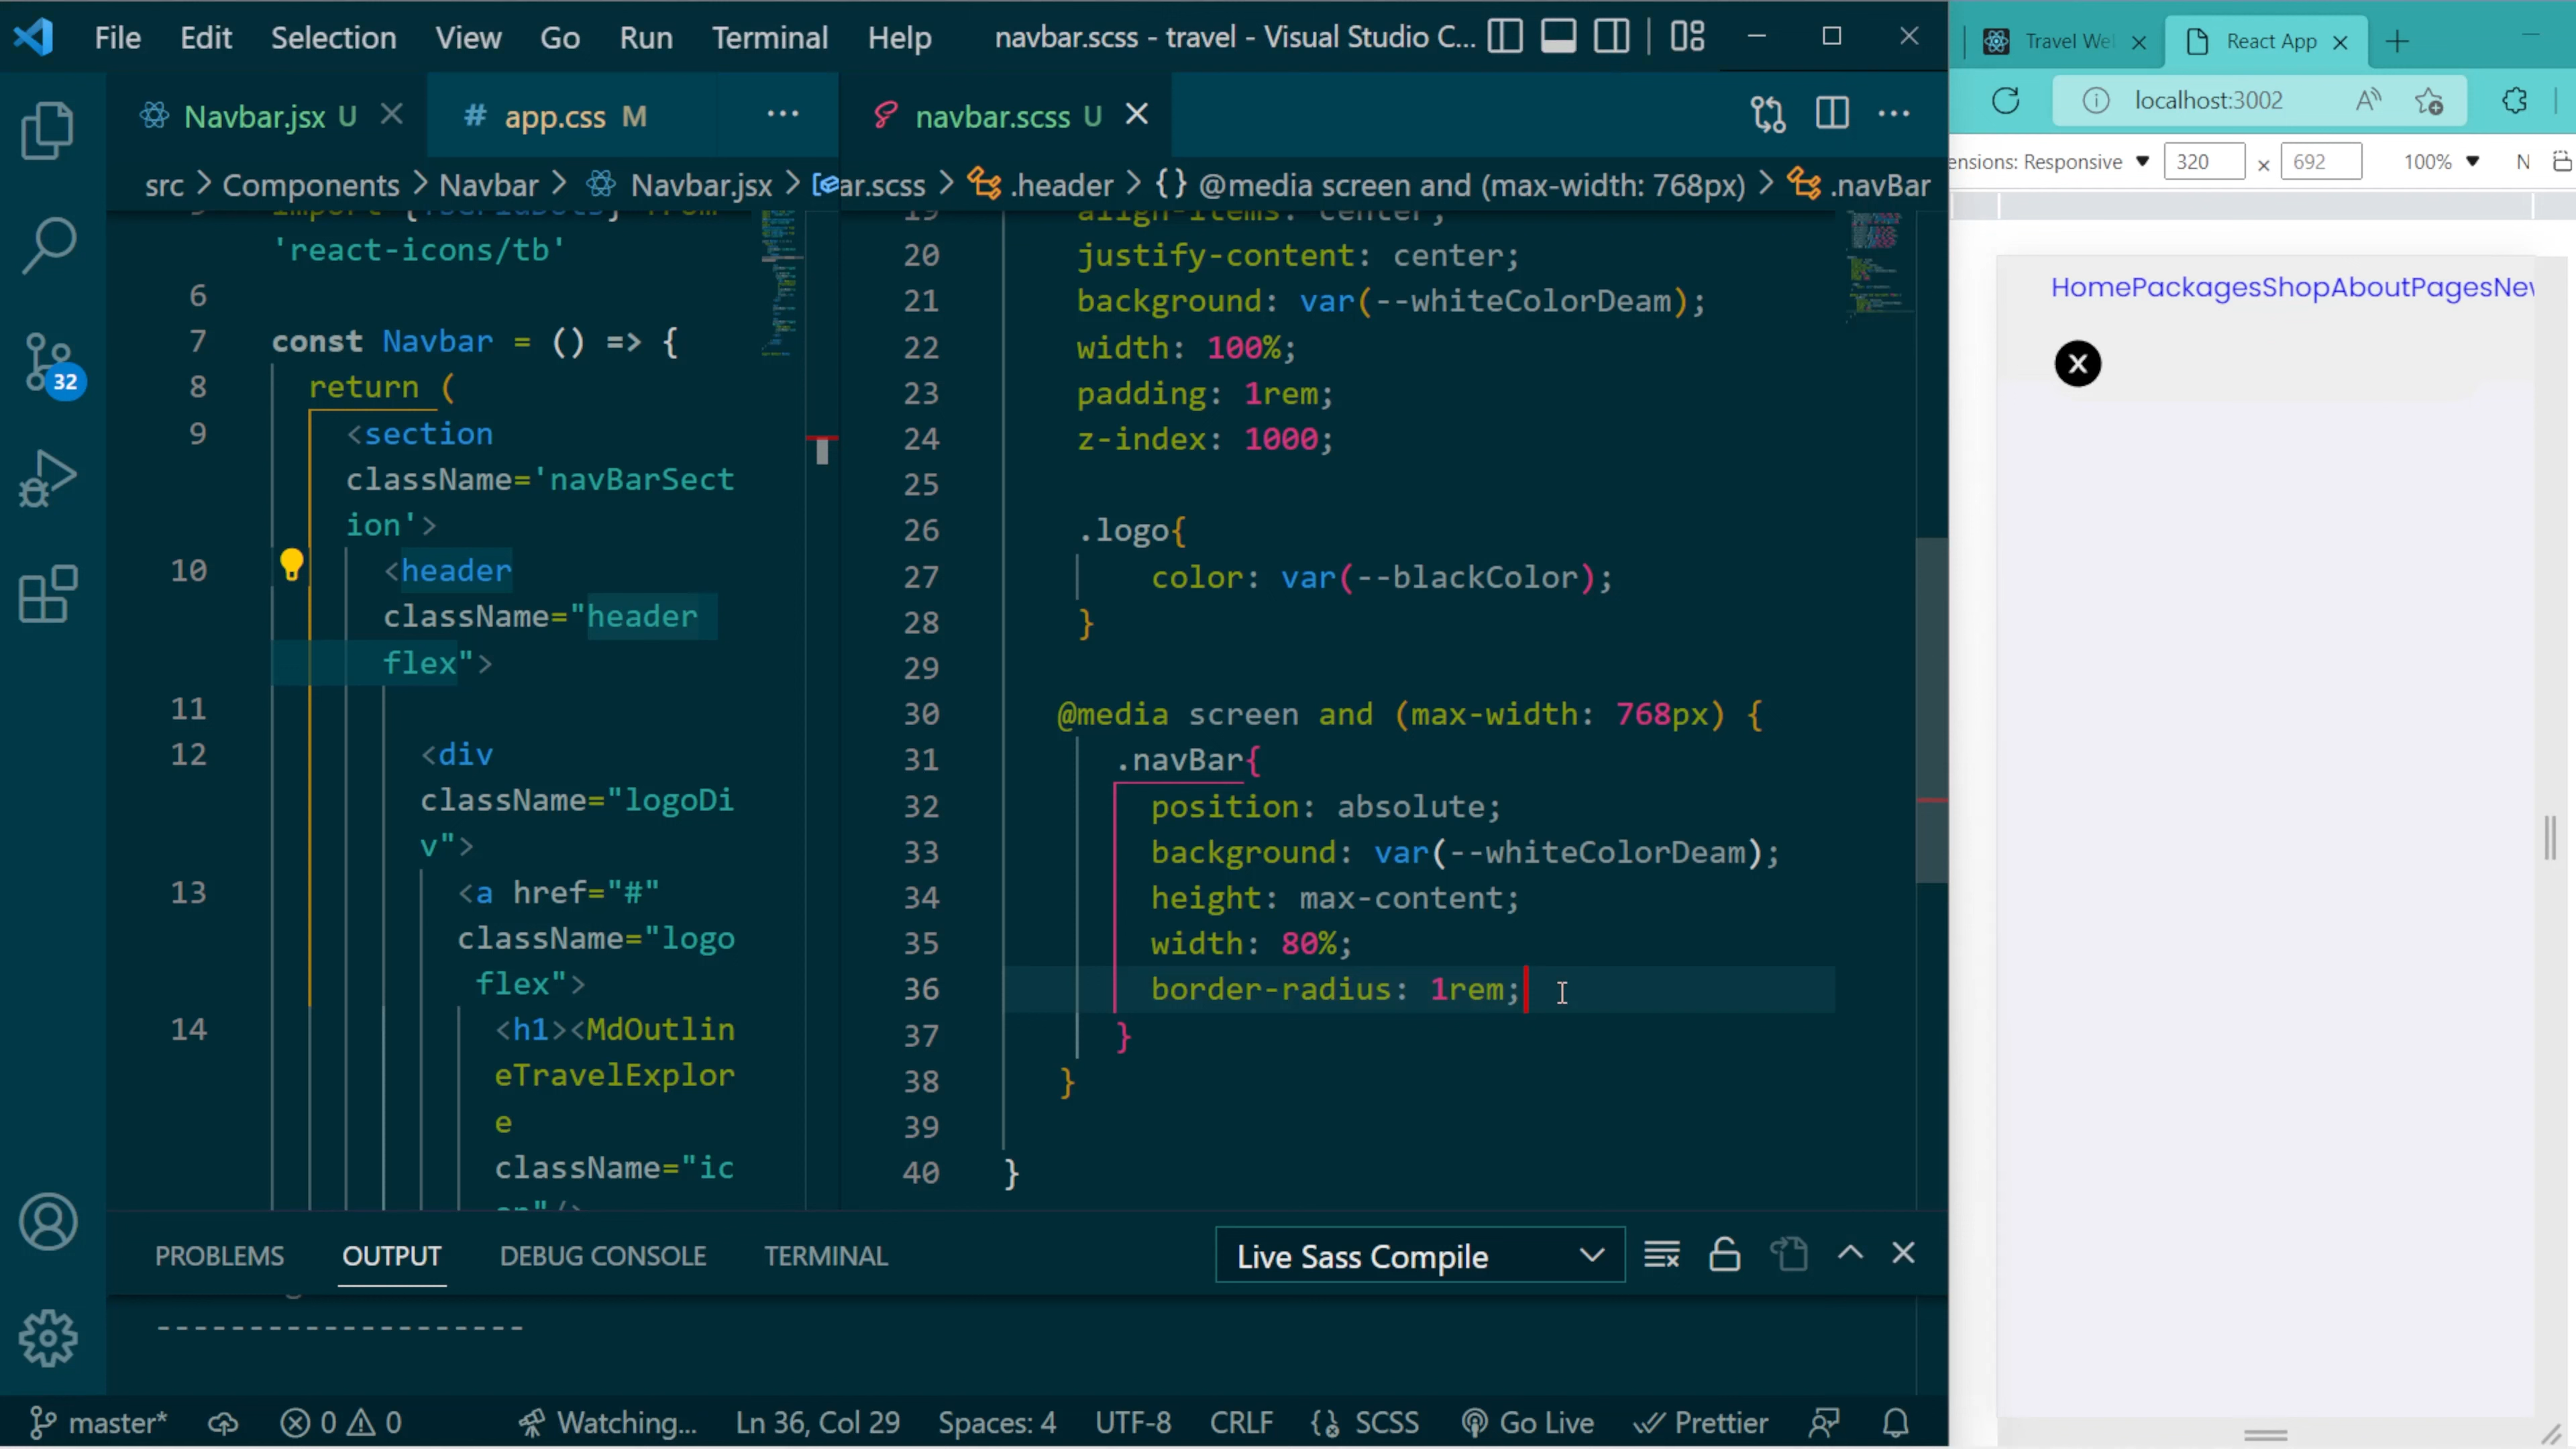 File Edit Selection View Go Run Terminal Help navbar.scss - travel - Visual Studio C...
Navbar.jsx U
# app.css M ...
navbar.scss U
src > Components > Navbar > Navbar.jsx >
ar.scss > .header > {} @media screen and (max-width: 768px) > .navBar
'react-icons/tb'
6
7 const Navbar = () => {
8 return (
9 <section
className='navBarSect
ion'>
10 <header
className="header
flex">
11
12 <div
className="logoDi
v">
13 <a href="#"
className="logo
flex">
14 <h1><MdOutlin
eTravelExplor
e
className="ic
on"/>
19 align-items: center;
20 justify-content: center;
21 background: var(--whiteColorDeam);
22 width: 100%;
23 padding: 1rem;
24 z-index: 1000;
25
26 .logo{
27 color: var(--blackColor);
28 }
29
30 @media screen and (max-width: 768px) {
31 .navBar{
32 position: absolute;
33 background: var(--whiteColorDeam);
34 height: max-content;
35 width: 80%;
36 border-radius: 1rem;
37 }
38 }
39
40 }
PROBLEMS OUTPUT DEBUG CONSOLE TERMINAL Live Sass Compile
--------------------
master* 0 0 Watching... Ln 36, Col 29 Spaces: 4 UTF-8 CRLF SCSS Go Live Prettier
32
Travel We
React App
localhost:3002
ensions: Responsive 320 × 692 100% N
HomePackagesShopAboutPagesNew